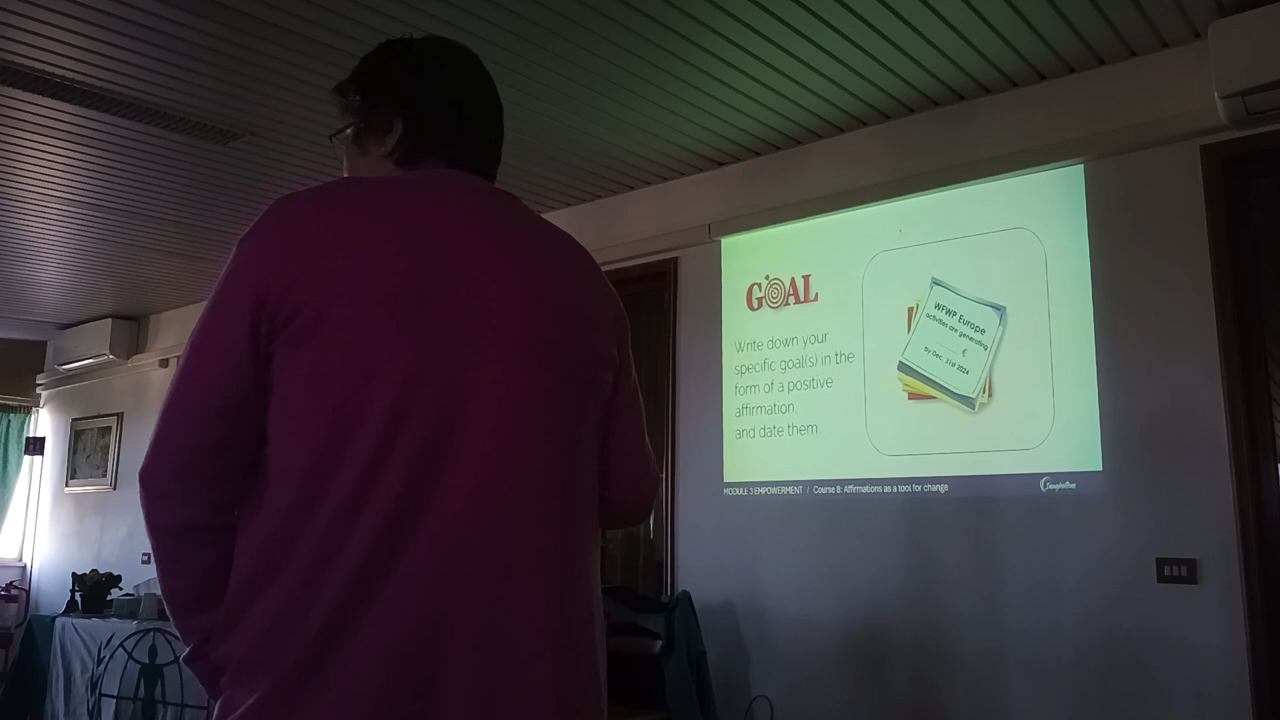 GOAL
Write down your
specific goal(s) in the
form of a positive
affirmation,
and date them.
WFWP Europe
activities are generating
€
by Dec. 31st 2024
MODULE 3 EMPOWERMENT / Course 8: Affirmations as a tool for change